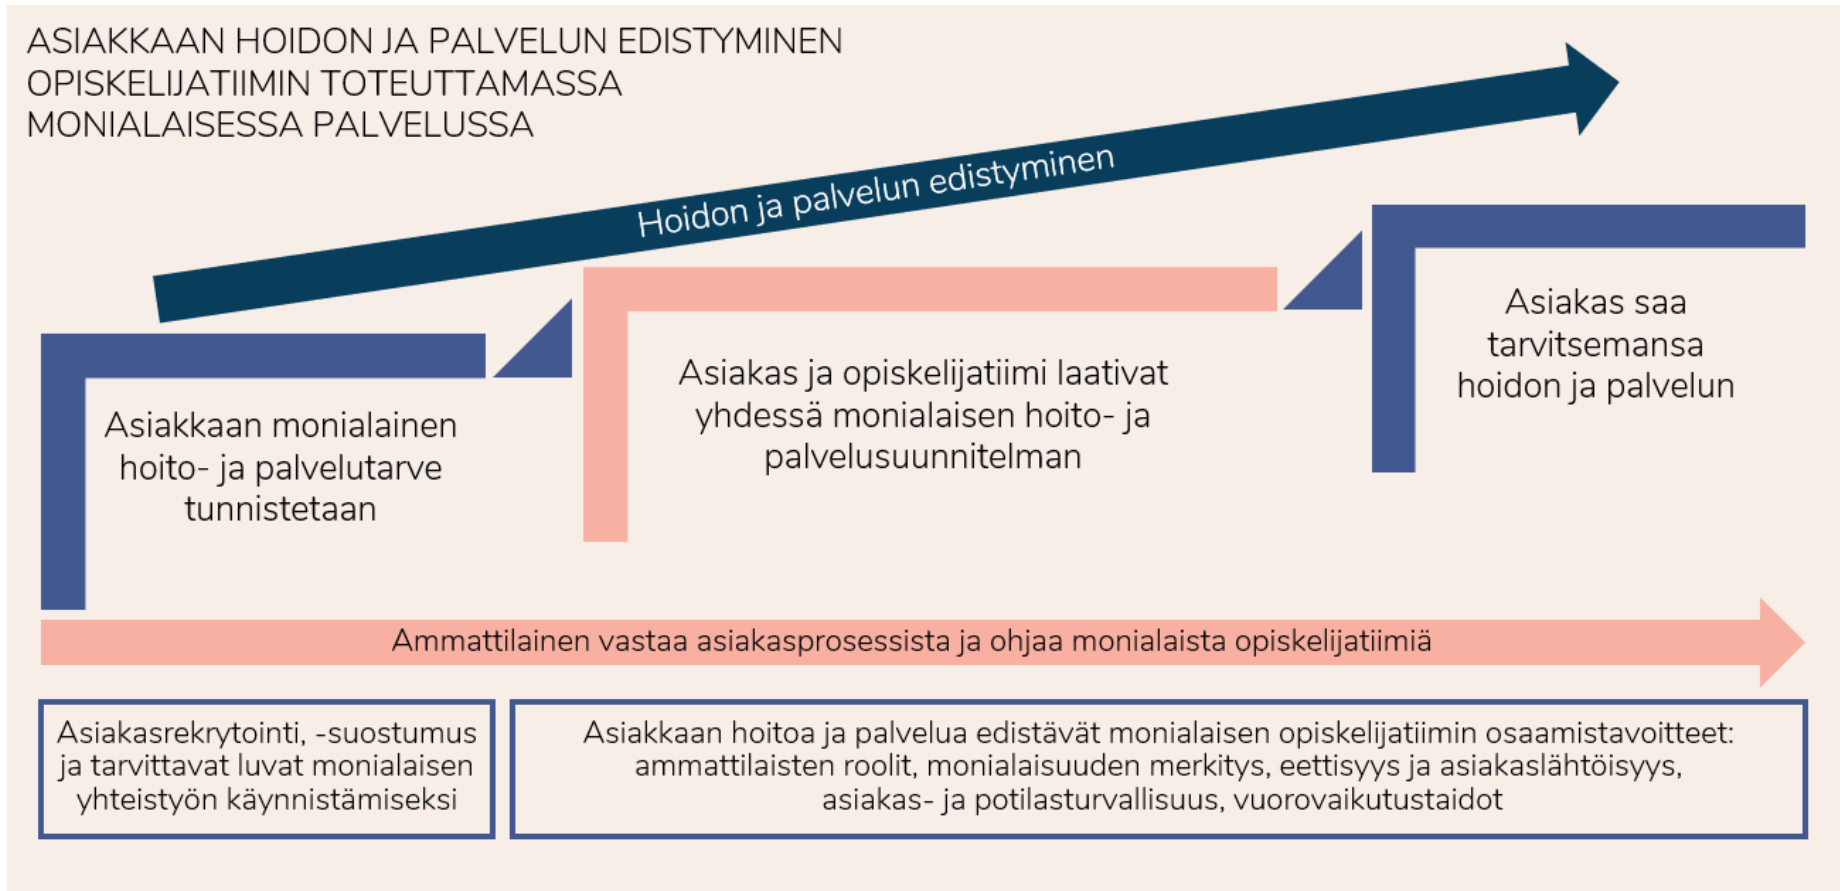 ASIAKKAAN HOIDON JA PALVELUN EDISTYMINEN
OPISKELIJATIIMIN TOTEUTTAMASSA
MONIALAISESSA PALVELUSSA
Hoidon ja palvelun edistyminen
Asiakkaan monialainen
hoito- ja palvelutarve
tunnistetaan
Asiakas ja opiskelijatiimi laativat
yhdessä monialaisen hoito- ja
palvelusuunnitelman
Asiakas saa
tarvitsemansa
hoidon ja palvelun
Ammattilainen vastaa asiakasprosessista ja ohjaa monialaista opiskelijatiimiä
Asiakasrekrytointi, -suostumus
ja tarvittavat luvat monialaisen
yhteistyön käynnistämiseksi
Asiakkaan hoitoa ja palvelua edistävät monialaisen opiskelijatiimin osaamistavoitteet:
ammattilaisten roolit, monialaisuuden merkitys, eettisyys ja asiakaslähtöisyys,
asiakas- ja potilasturvallisuus, vuorovaikutustaidot